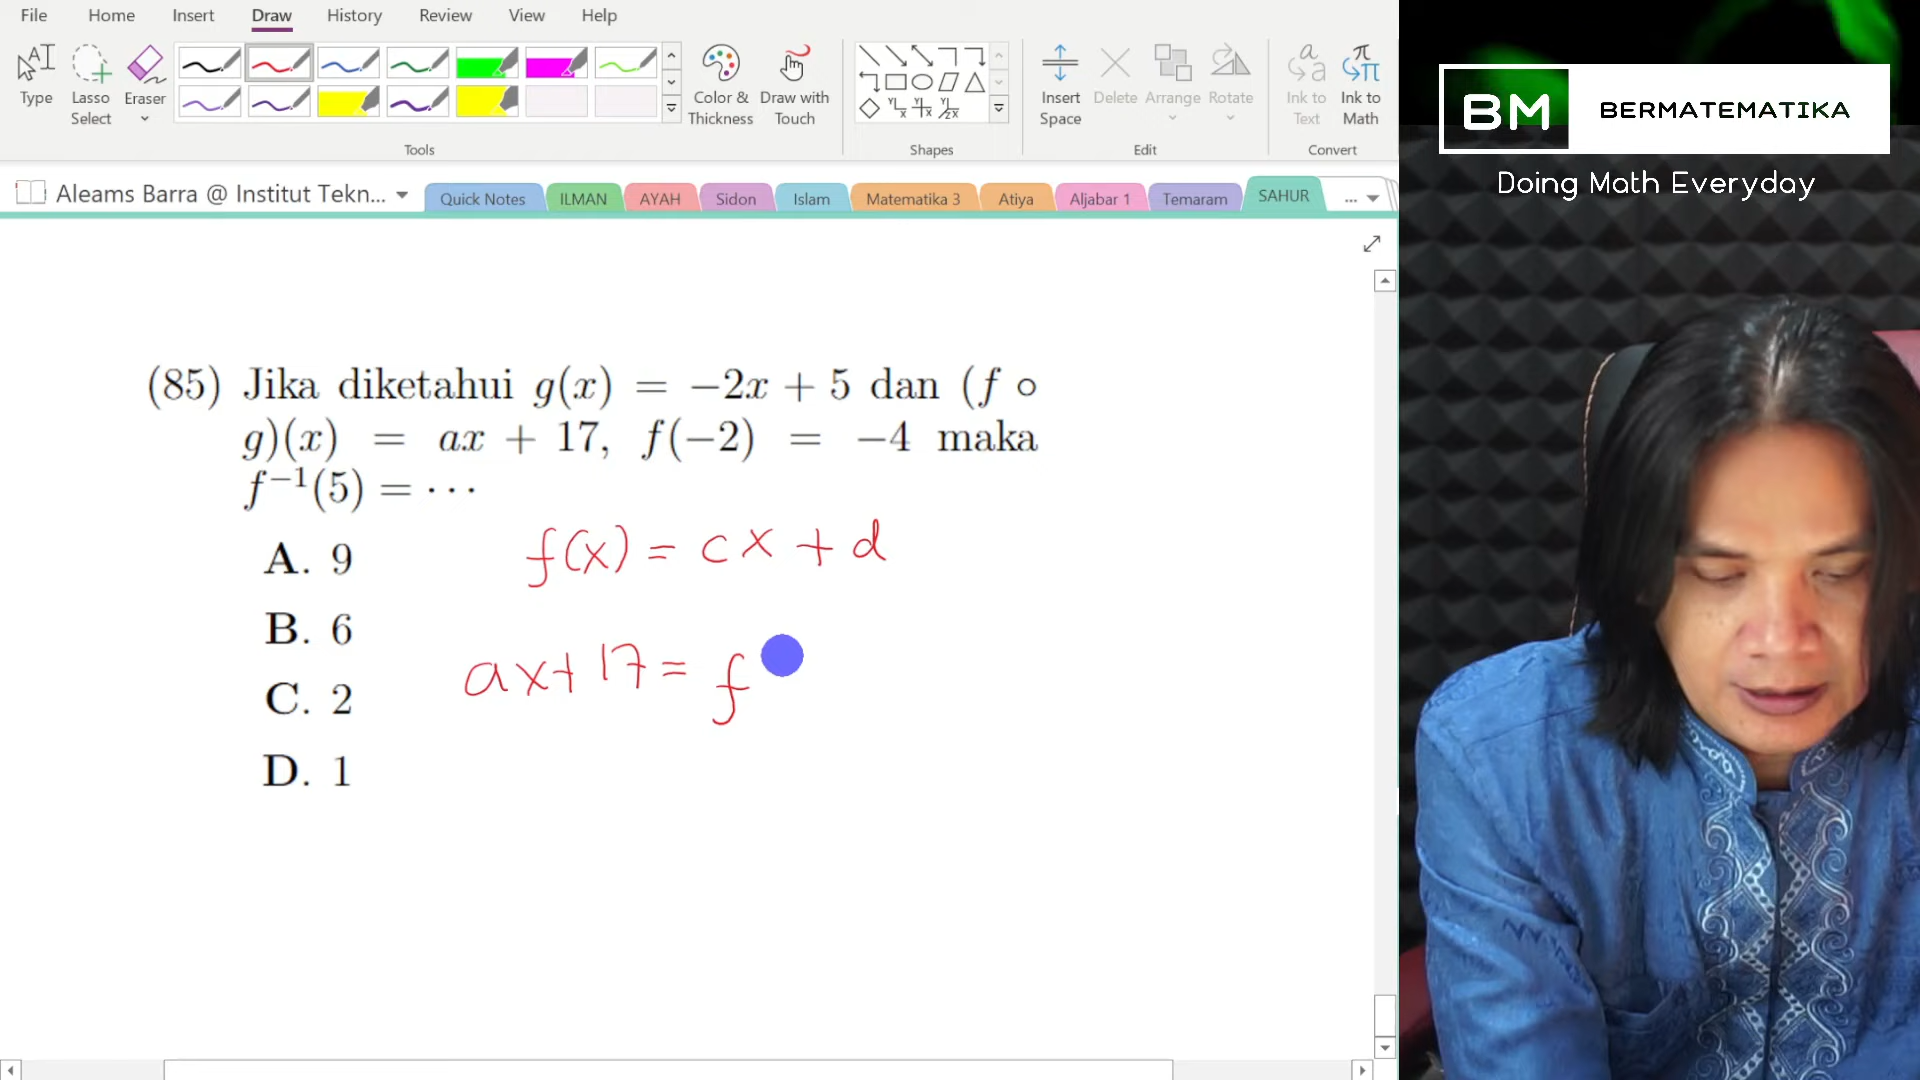 File Home Insert Draw History Review View Help
Type
Lasso Select
Eraser
Color & Thickness
Draw with Touch
Insert Space
Delete
Arrange
Rotate
Ink to Text
Ink to Math
Tools
Shapes
Edit
Convert
Aleams Barra @ Institut Tekn... Quick Notes ILMAN AYAH Sidon Islam Matematika 3 Atiya Aljabar 1 Temaram SAHUR ...
BM BERMATEMATIKA
Doing Math Everyday
(85) Jika diketahui g(x) = −2x + 5 dan (f ∘
g)(x) = ax + 17, f(−2) = −4 maka
f⁻¹(5) = ···
A. 9
B. 6
C. 2
D. 1
f(x) = cx + d
ax + 17 = f